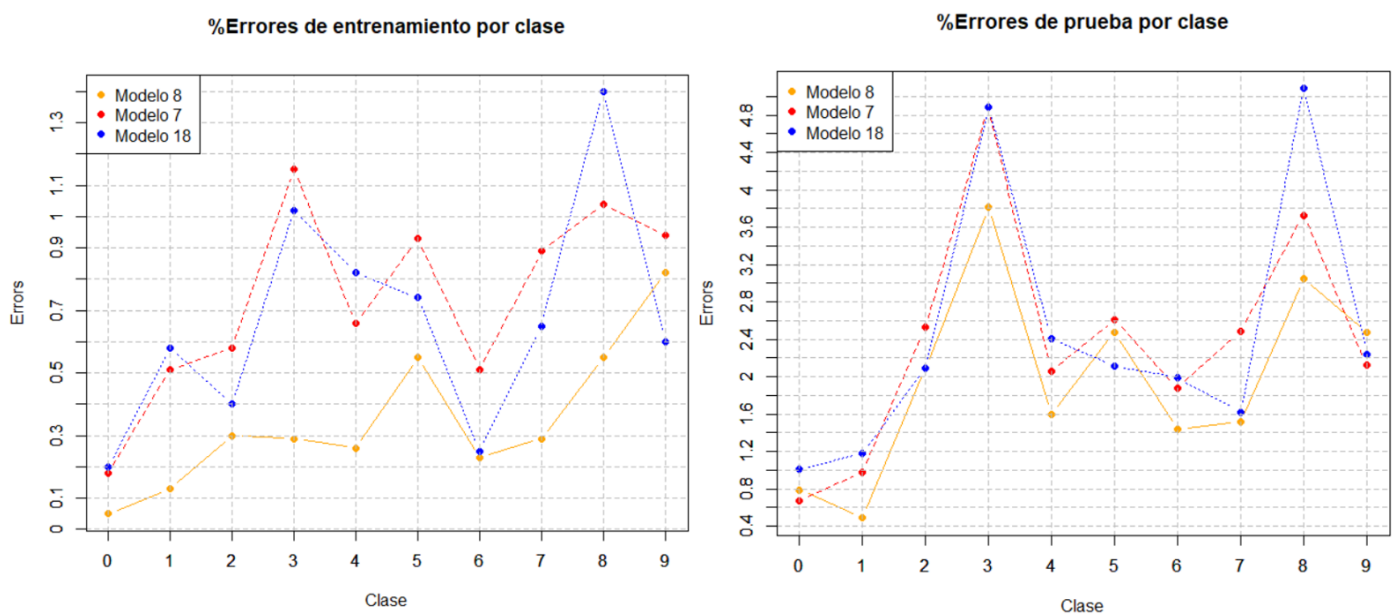 %Errores de entrenamiento por clase
Modelo 8
Modelo 7
Modelo 18
1.3
1.1
1
0.9
0.7
0.5
0.3
0.1
0
Errors
0 1 2 3 4 5 6 7 8 9
Clase
%Errores de prueba por clase
Modelo 8
Modelo 7
Modelo 18
4.8
4.4
4
3.6
3.2
2.8
2.4
2
1.6
1.2
0.8
0.4
Errors
0 1 2 3 4 5 6 7 8 9
Clase